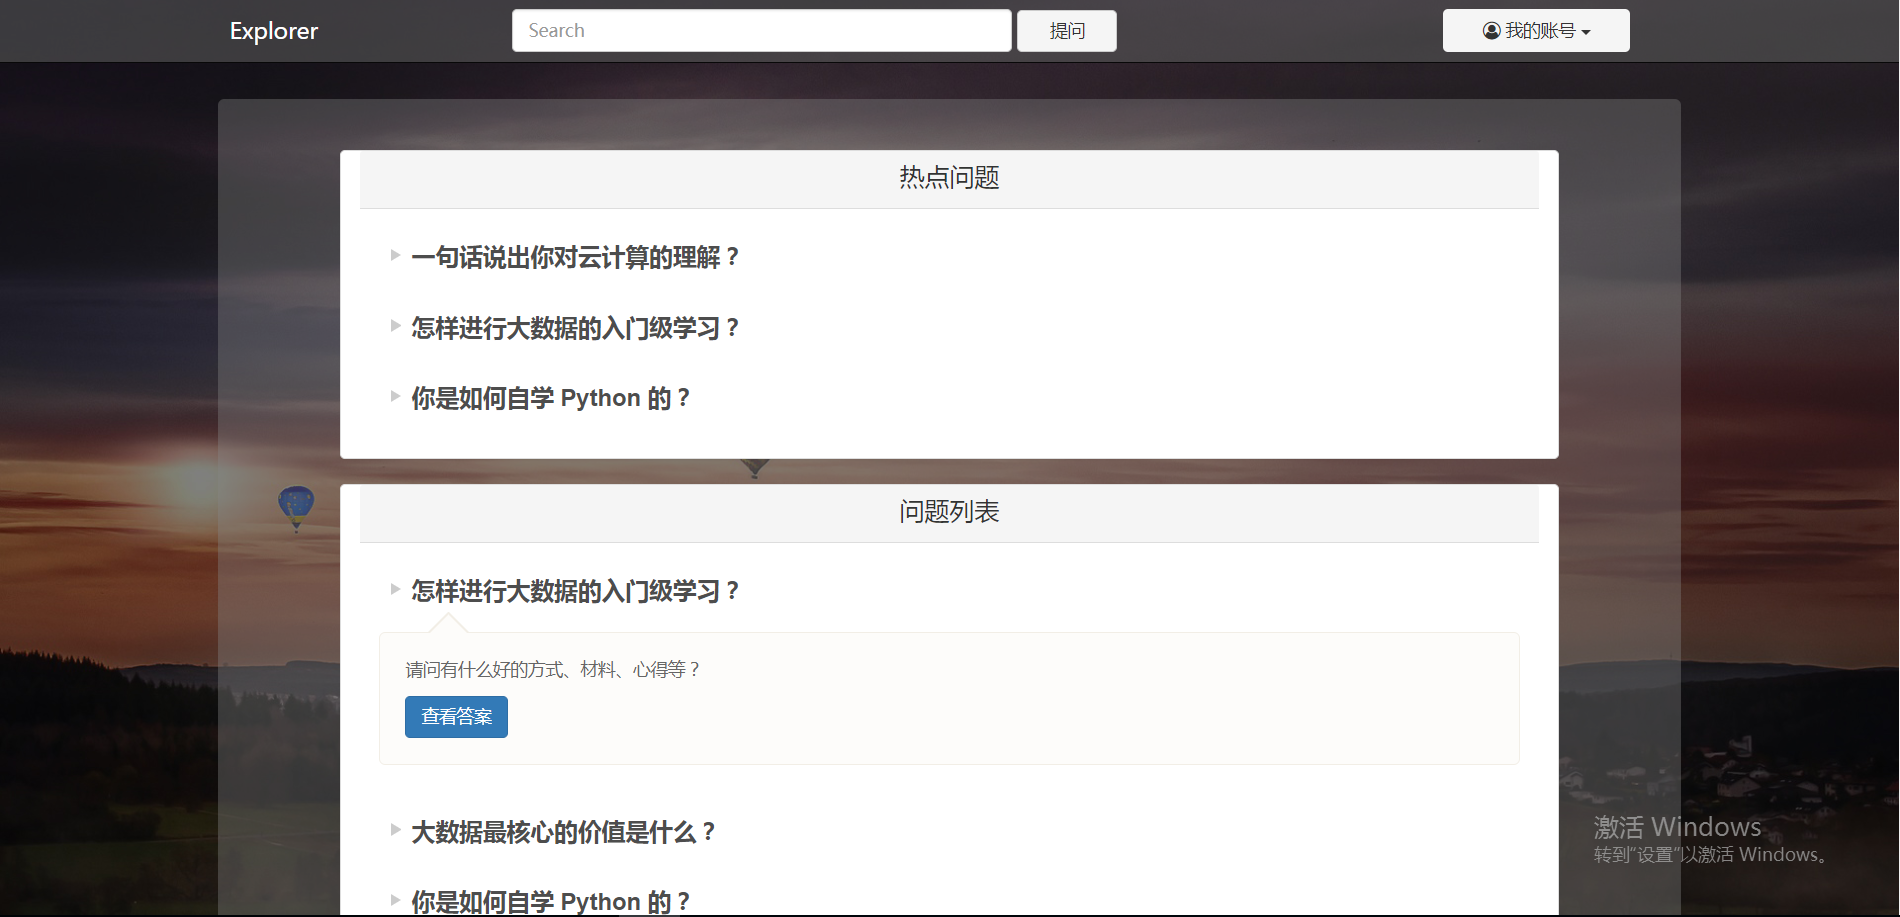 Explorer
Search
提问
我的账号
热点问题
一句话说出你对云计算的理解？
怎样进行大数据的入门级学习？
你是如何自学 Python 的？
问题列表
怎样进行大数据的入门级学习？
请问有什么好的方式、材料、心得等？
查看答案
大数据最核心的价值是什么？
你是如何自学 Python 的？
激活 Windows
转到“设置”以激活 Windows。